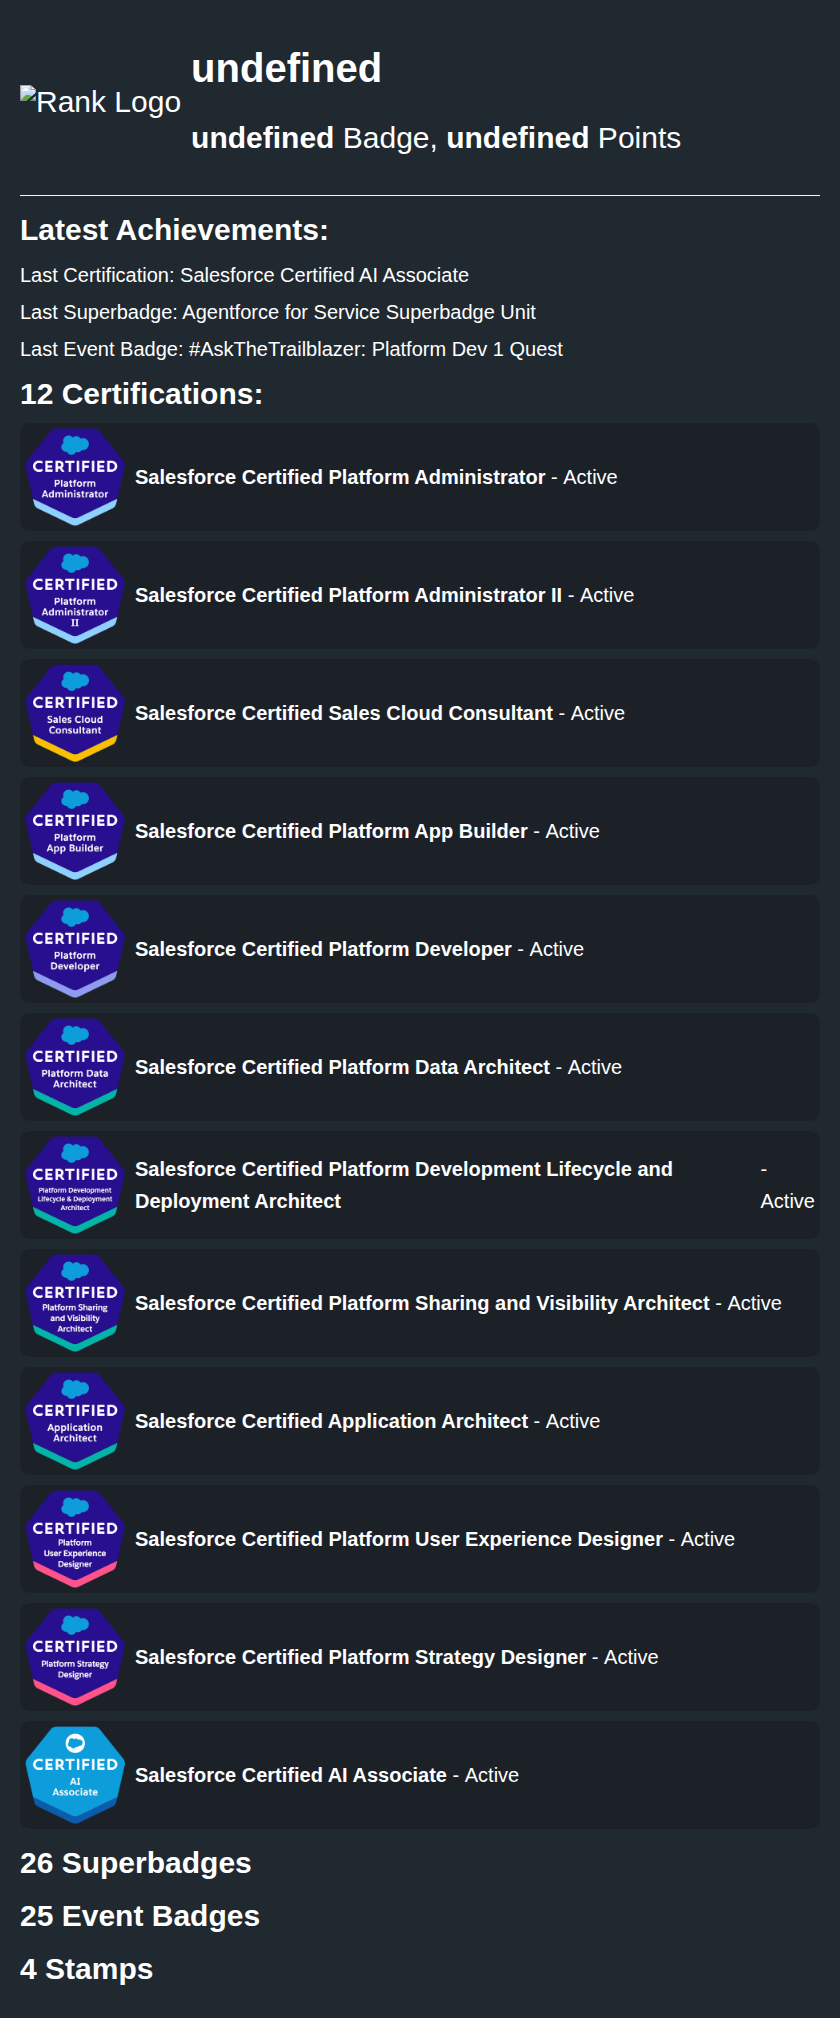 undefined
Rank Logo
undefined Badge, undefined Points
Latest Achievements:
Last Certification: Salesforce Certified AI Associate
Last Superbadge: Agentforce for Service Superbadge Unit
Last Event Badge: #AskTheTrailblazer: Platform Dev 1 Quest
12 Certifications:
CERTIFIED
Platform
Administrator
Salesforce Certified Platform Administrator - Active
CERTIFIED
Platform
Administrator
II
Salesforce Certified Platform Administrator II - Active
CERTIFIED
Sales Cloud
Consultant
Salesforce Certified Sales Cloud Consultant - Active
CERTIFIED
Platform
App Builder
Salesforce Certified Platform App Builder - Active
CERTIFIED
Platform
Developer
Salesforce Certified Platform Developer - Active
CERTIFIED
Platform Data
Architect
Salesforce Certified Platform Data Architect - Active
CERTIFIED
Platform Development
Lifecycle & Deployment
Architect
Salesforce Certified Platform Development Lifecycle and -
Deployment Architect Active
CERTIFIED
Platform Sharing
and Visibility
Architect
Salesforce Certified Platform Sharing and Visibility Architect - Active
CERTIFIED
Application
Architect
Salesforce Certified Application Architect - Active
CERTIFIED
Platform
User Experience
Designer
Salesforce Certified Platform User Experience Designer - Active
CERTIFIED
Platform Strategy
Designer
Salesforce Certified Platform Strategy Designer - Active
CERTIFIED
AI
Associate
Salesforce Certified AI Associate - Active
26 Superbadges
25 Event Badges
4 Stamps